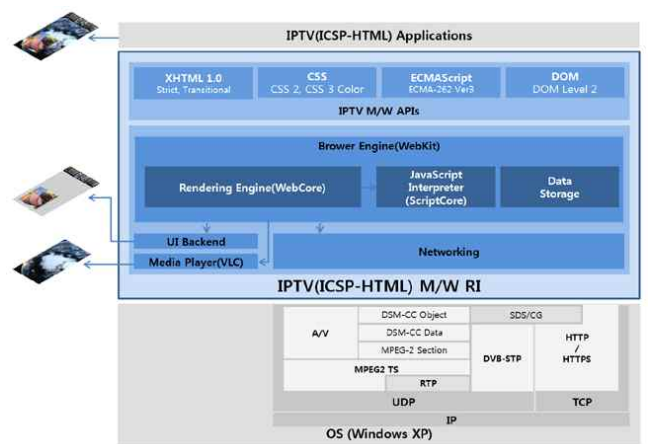 IPTV(ICSP-HTML) Applications
XHTML 1.0
Strict, Transitional
CSS
CSS 2, CSS 3 Color
ECMAScript
ECMA-262 Ver3
DOM
DOM Level 2
IPTV M/W APIs
Brower Engine(WebKit)
Rendering Engine(WebCore)
JavaScript
Interpreter
(ScriptCore)
Data
Storage
UI Backend
Media Player(VLC)
Networking
IPTV(ICSP-HTML) M/W RI
A/V
DSM-CC Object
DSM-CC Data
MPEG-2 Section
MPEG2 TS
RTP
SDS/CG
DVB-STP
HTTP
/
HTTPS
UDP
TCP
IP
OS (Windows XP)